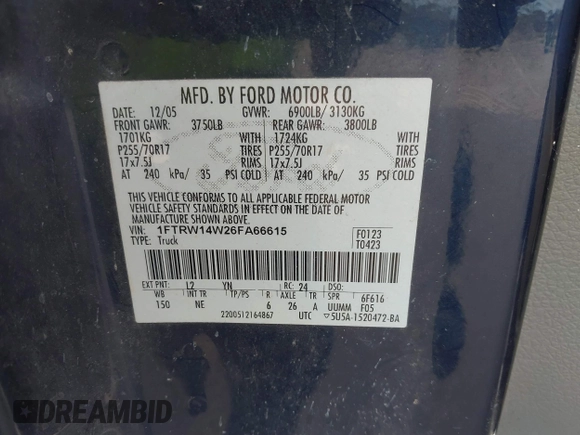 MFD. BY FORD MOTOR CO.
DATE: 12/05 GVWR: 6900LB/ 3130KG
FRONT GAWR: 3750LB REAR GAWR: 3800LB
1701KG WITH 1724KG WITH
P255/70R17 TIRES P255/70R17 TIRES
17x7.5J RIMS 17x7.5J RIMS
AT 240 kPa/ 35 PSI COLD AT 240 kPa/ 35 PSI COLD
THIS VEHICLE CONFORMS TO ALL APPLICABLE FEDERAL MOTOR
VEHICLE SAFETY STANDARDS IN EFFECT ON THE DATE OF
MANUFACTURE SHOWN ABOVE.
VIN: 1FTRW14W26FA66615 F0123
TYPE: Truck T0423
EXT PNT: L2 YN RC: 24 DSO:
WB INT TR TP/PS R AXLE TR SPR 6F616
150 NE 6 26 A UUMM F05
2200512164867 UTC ▽5U5A-1520472-BA
DREAMBID